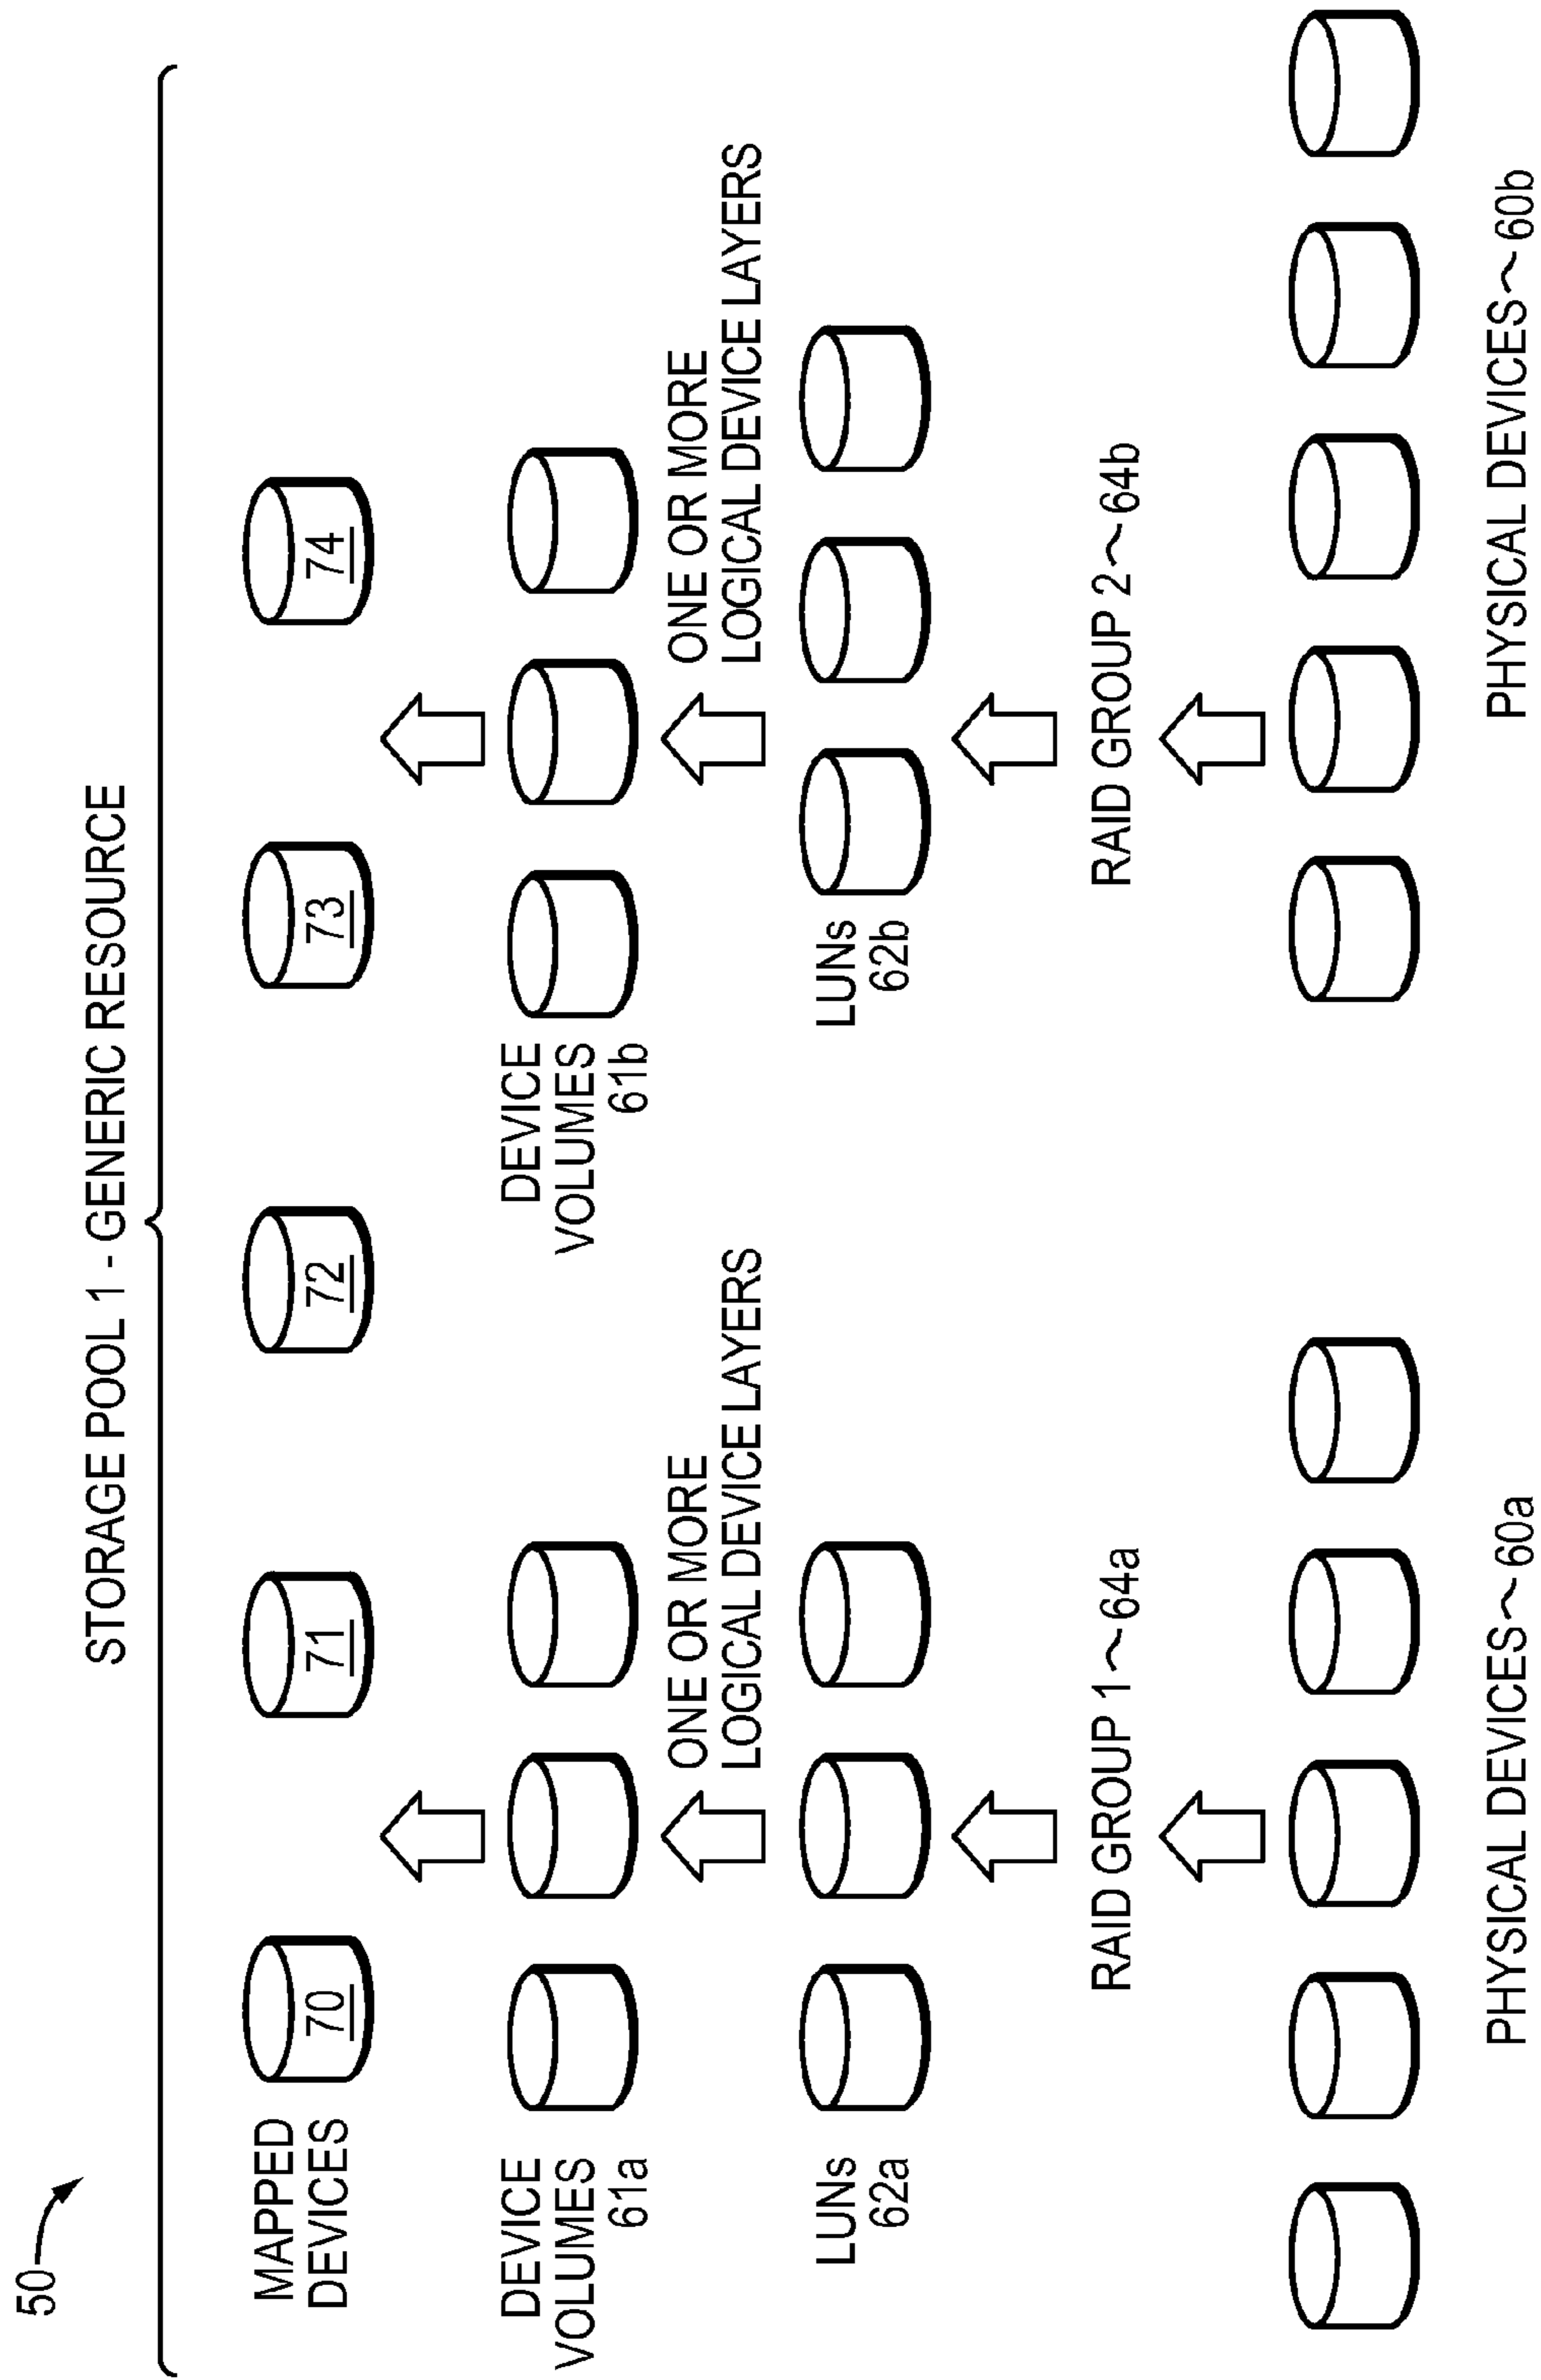 50
STORAGE POOL 1 - GENERIC RESOURCE
MAPPED
DEVICES
70
71
72
73
74
DEVICE
VOLUMES
61a
DEVICE
VOLUMES
61b
ONE OR MORE
LOGICAL DEVICE LAYERS
ONE OR MORE
LOGICAL DEVICE LAYERS
LUNs
62a
LUNs
62b
RAID GROUP 1~64a
RAID GROUP 2~64b
PHYSICAL DEVICES~60a
PHYSICAL DEVICES~60b